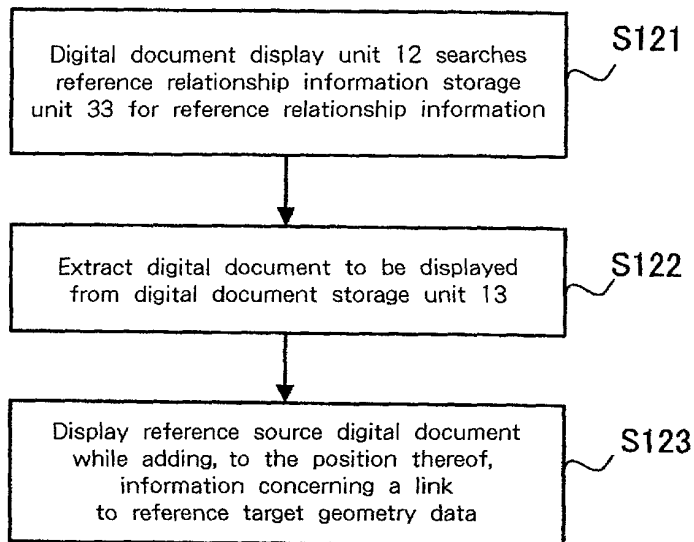 Digital document display unit 12 searches
reference relationship information storage
unit 33 for reference relationship information
S121
Extract digital document to be displayed
from digital document storage unit 13
S122
Display reference source digital document
while adding, to the position thereof,
information concerning a link
to reference target geometry data
S123